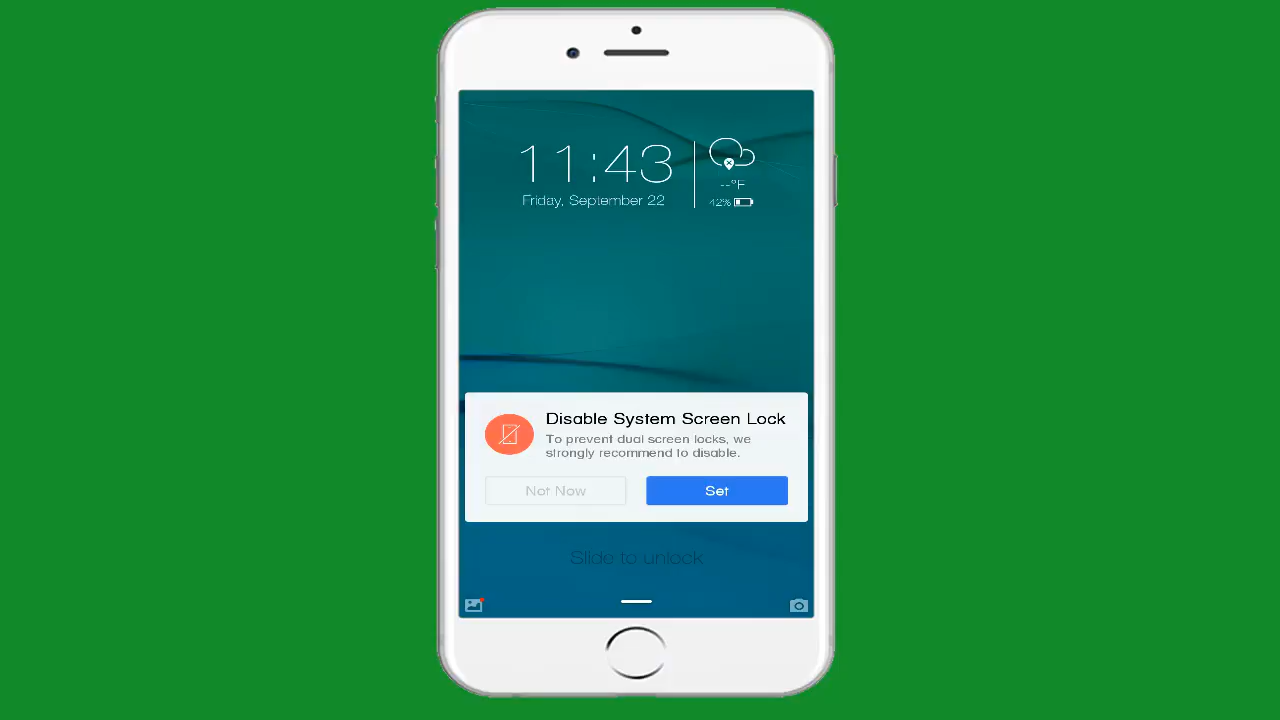 11:43
Friday, September 22
--°F
42%
Disable System Screen Lock
To prevent dual screen locks, we
strongly recommend to disable.
Not Now
Set
Slide to unlock